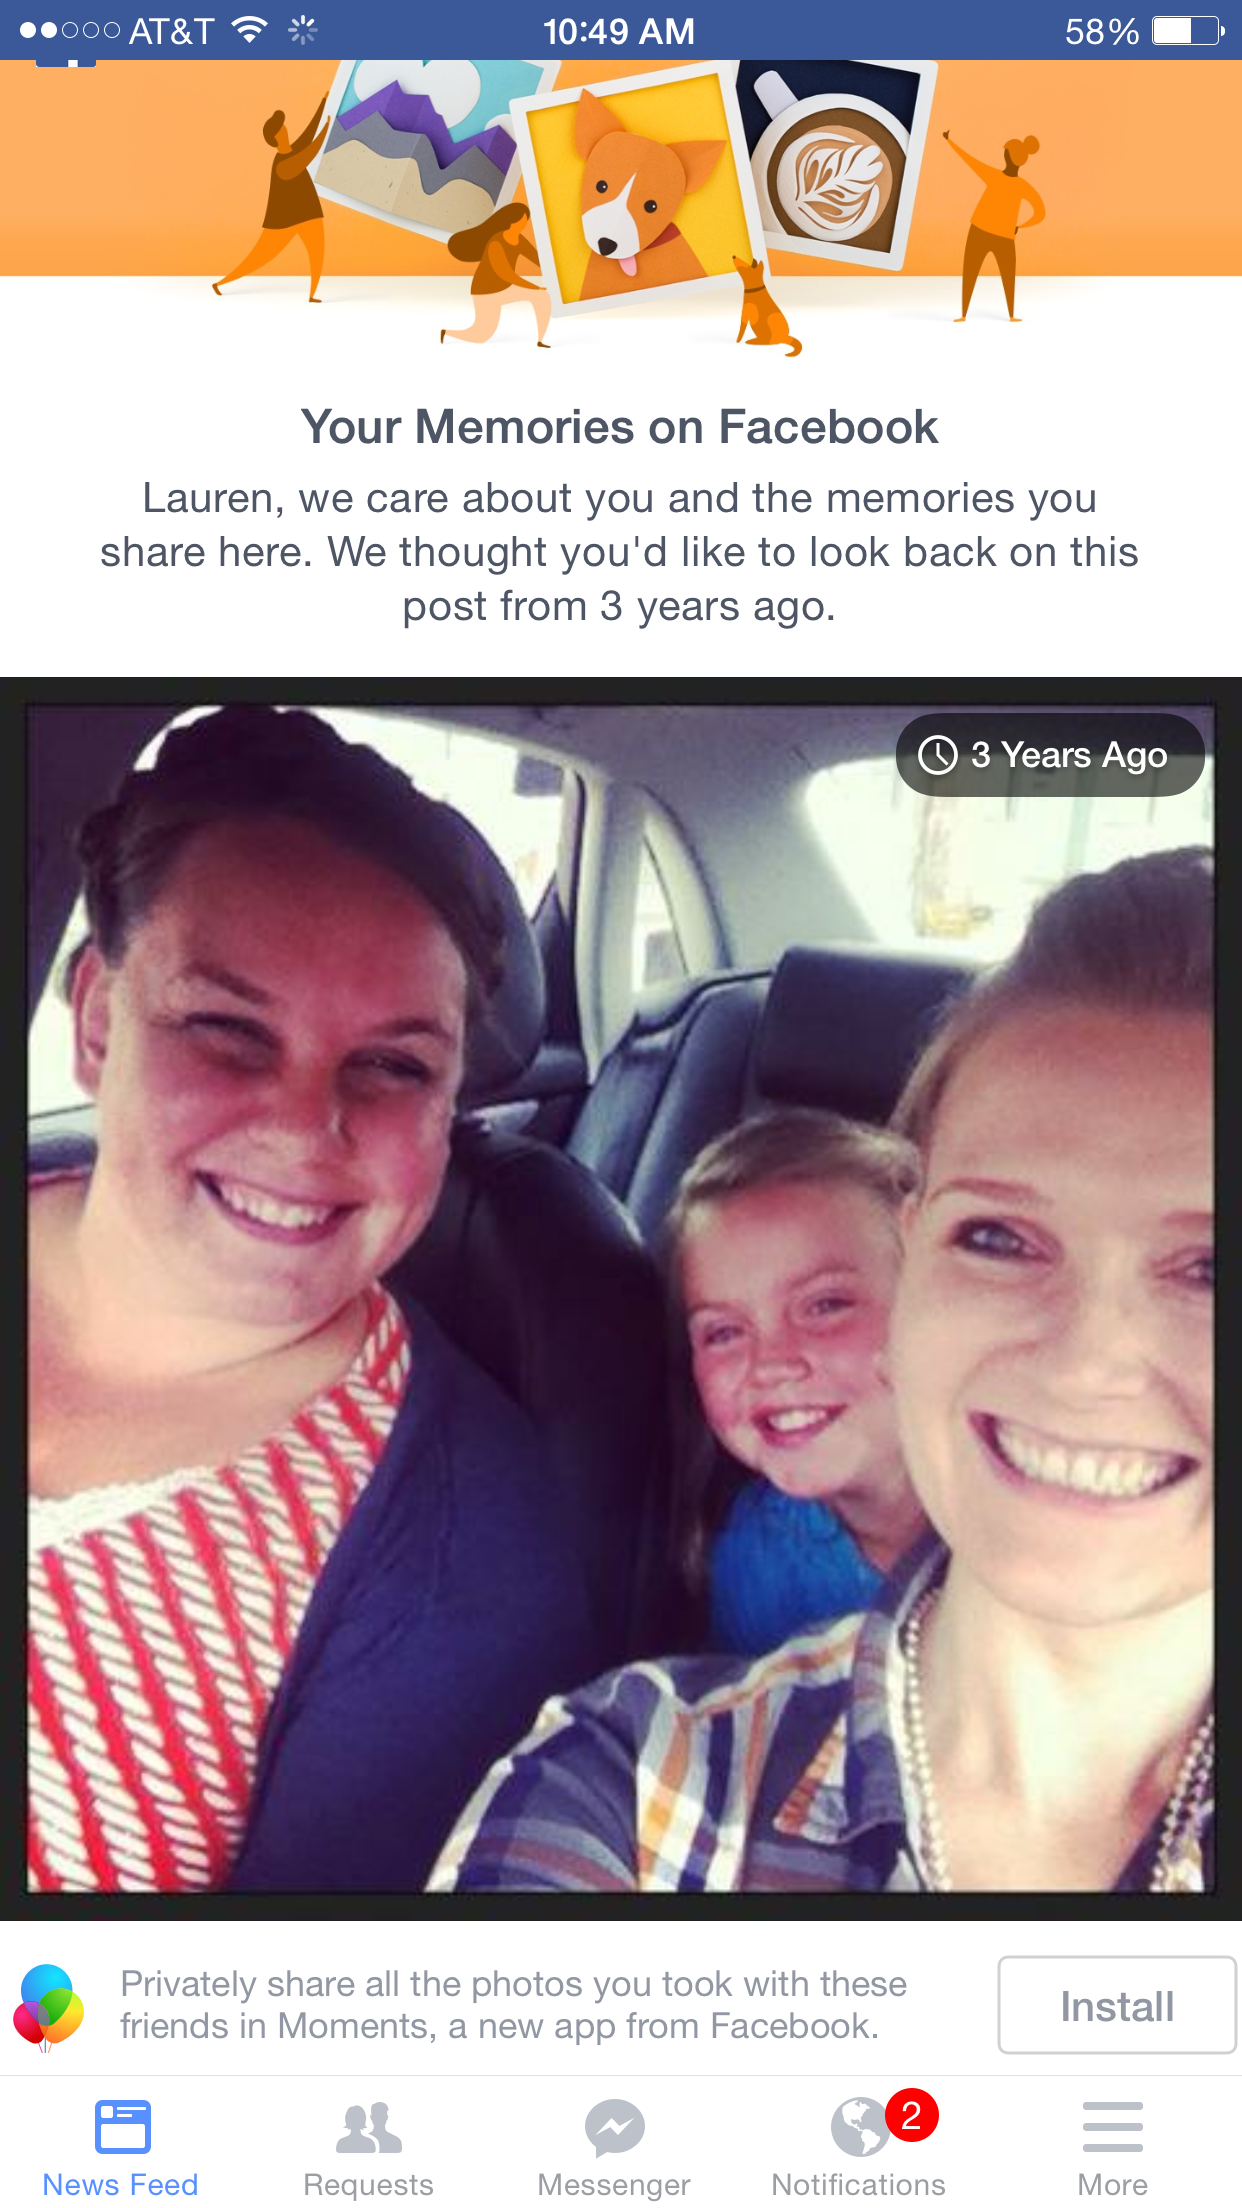 AT&T 10:49 AM 58%
Your Memories on Facebook
Lauren, we care about you and the memories you
share here. We thought you'd like to look back on this
post from 3 years ago.
3 Years Ago
Privately share all the photos you took with these
friends in Moments, a new app from Facebook.
Install
2
News Feed Requests Messenger Notifications More